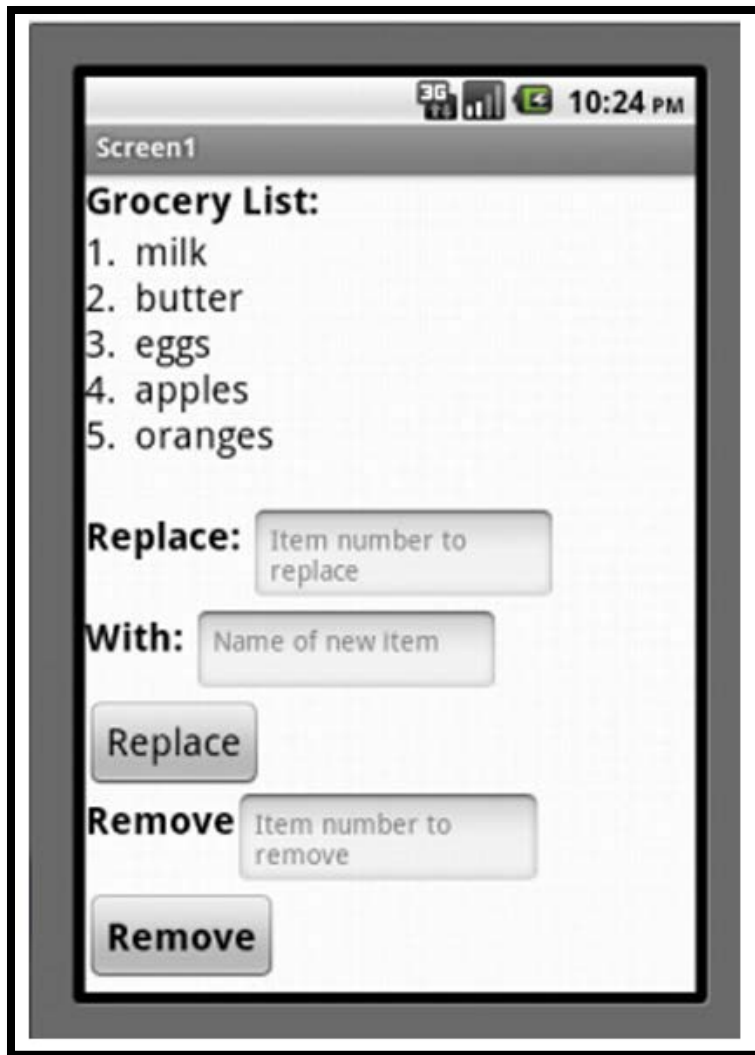 3G 10:24 PM
Screen1
Grocery List:
1. milk
2. butter
3. eggs
4. apples
5. oranges
Replace: Item number to
replace
With: Name of new item
Replace
Remove Item number to
remove
Remove